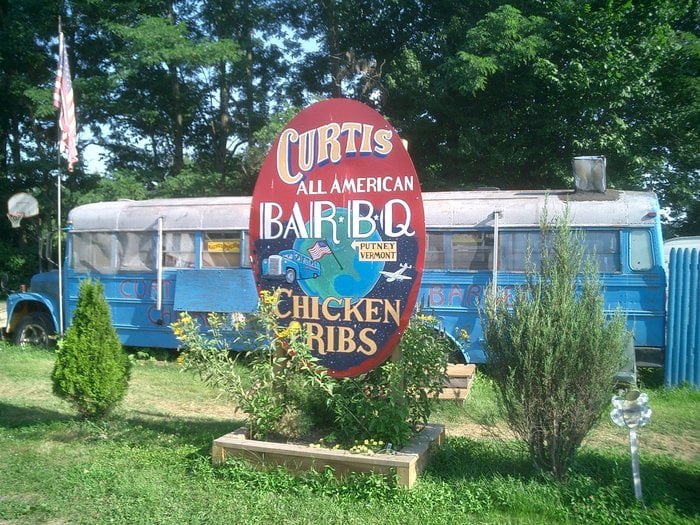 CURTIS
ALL AMERICAN
BAR·B·Q
PUTNEY
VERMONT
CHICKEN
RIBS